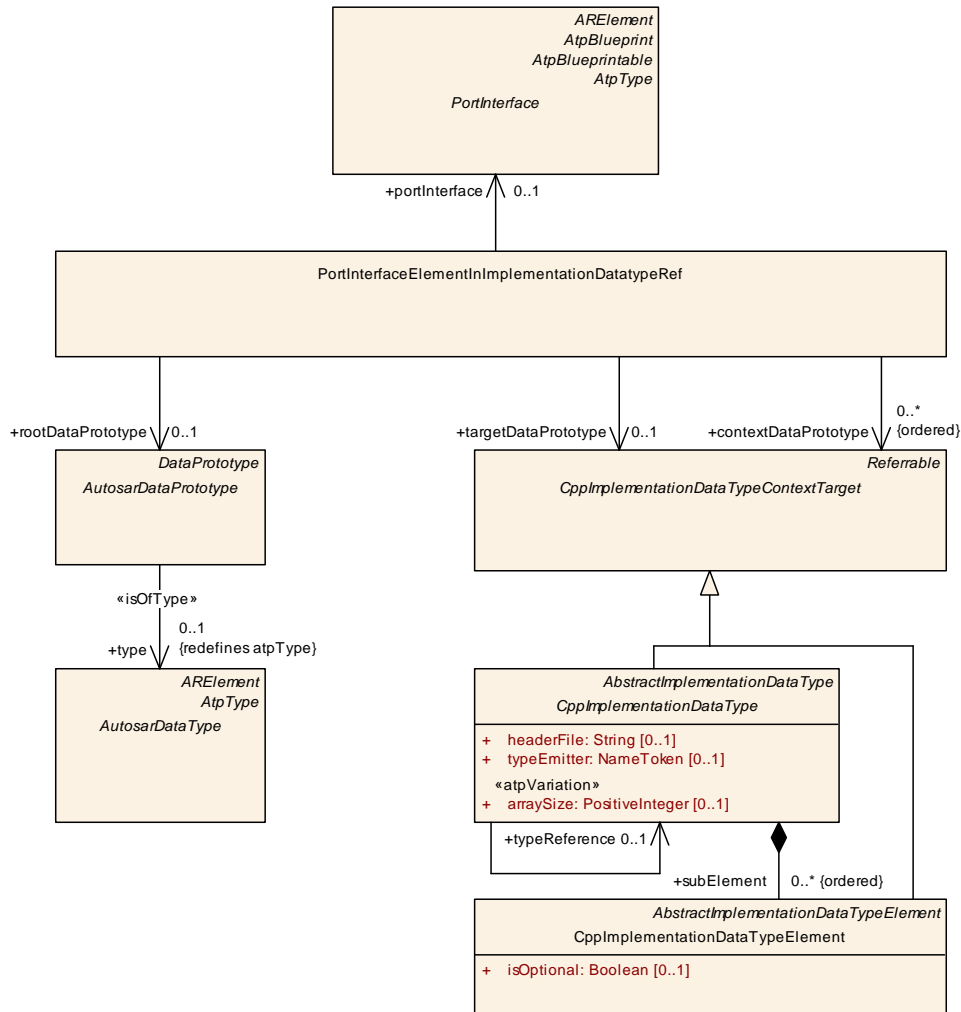 ARElement
AtpBlueprint
AtpBlueprintable
AtpType
PortInterface
+portInterface 0..1
PortInterfaceElementInImplementationDatatypeRef
+rootDataPrototype 0..1
+targetDataPrototype 0..1
+contextDataPrototype 0..*
{ordered}
DataPrototype
AutosarDataPrototype
Referrable
CppImplementationDataTypeContextTarget
«isOfType»
+type 0..1
{redefines atpType}
ARElement
AtpType
AutosarDataType
AbstractImplementationDataType
CppImplementationDataType
+ headerFile: String [0..1]
+ typeEmitter: NameToken [0..1]
«atpVariation»
+ arraySize: PositiveInteger [0..1]
+typeReference 0..1
+subElement 0..* {ordered}
AbstractImplementationDataTypeElement
CppImplementationDataTypeElement
+ isOptional: Boolean [0..1]